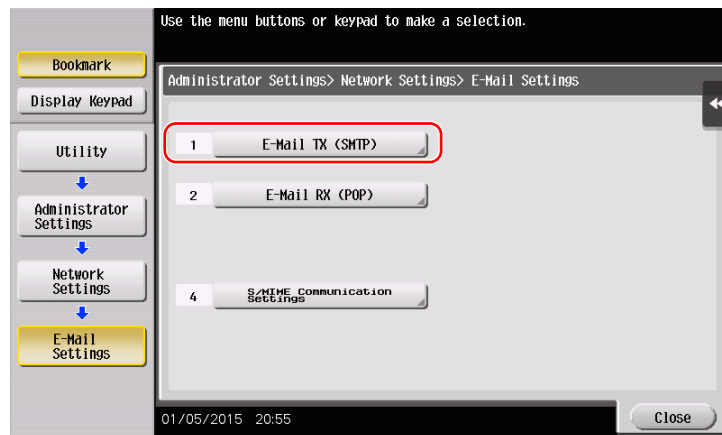 Use the menu buttons or keypad to make a selection.
Bookmark
Display Keypad
Utility
Administrator
Settings
Network
Settings
E-Mail
Settings
Administrator Settings> Network Settings> E-Mail Settings
1 E-Mail TX (SMTP)
2 E-Mail RX (POP)
4 S/MIME Communication
Settings
01/05/2015 20:55
Close